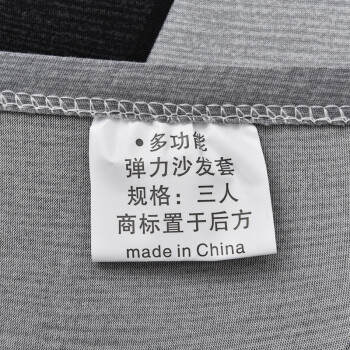 •多功能
弹力沙发套
规格：三人
商标置于后方
made in China